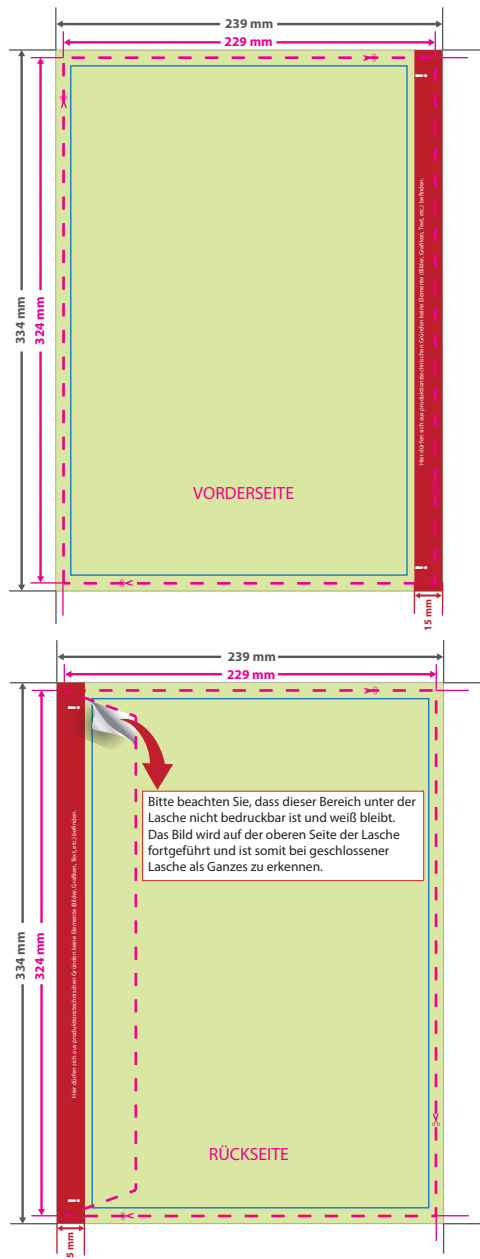 239 mm
229 mm
334 mm
324 mm
!
Hier dürfen sich aus produktionstechnischen Gründen keine Elemente (Bilder, Grafiken, Text, etc.) befinden.
VORDERSEITE
!
15 mm
239 mm
229 mm
!
334 mm
324 mm
Hier dürfen sich aus produktionstechnischen Gründen keine Elemente (Bilder, Grafiken, Text, etc.) befinden.
Bitte beachten Sie, dass dieser Bereich unter der
Lasche nicht bedruckbar ist und weiß bleibt.
Das Bild wird auf der oberen Seite der Lasche
fortgeführt und ist somit bei geschlossener
Lasche als Ganzes zu erkennen.
RÜCKSEITE
!
5 mm